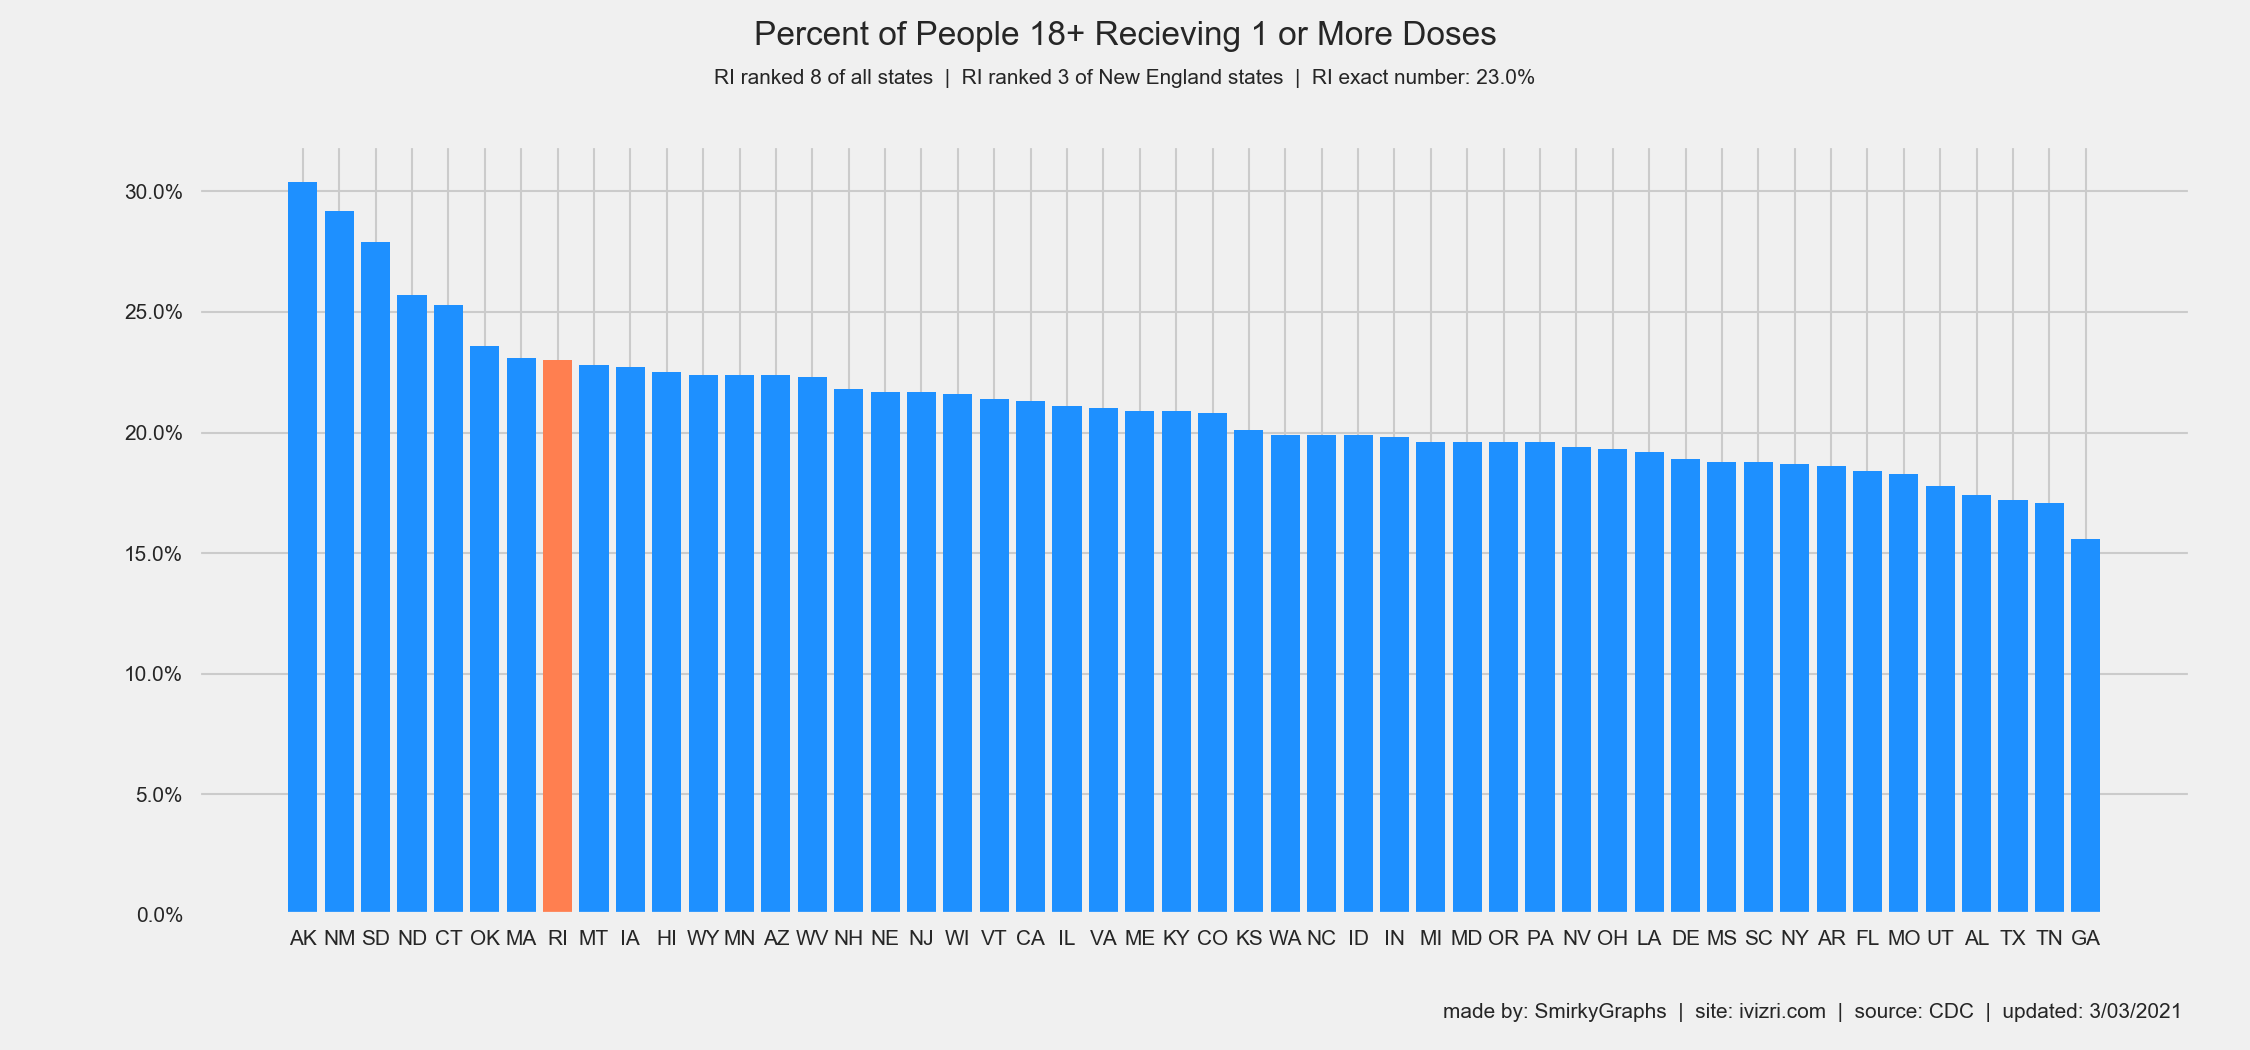 Percent of People 18+ Recieving 1 or More Doses
RI ranked 8 of all states | RI ranked 3 of New England states | RI exact number: 23.0%
30.0%
25.0%
20.0%
15.0%
10.0%
5.0%
0.0%
AK NM SD ND CT OK MA RI MT IA HI WY MN AZ WV NH NE NJ WI VT CA IL VA ME KY CO KS WA NC ID IN MI MD OR PA NV OH LA DE MS SC NY AR FL MO UT AL TX TN GA
made by: SmirkyGraphs | site: ivizri.com | source: CDC | updated: 3/03/2021